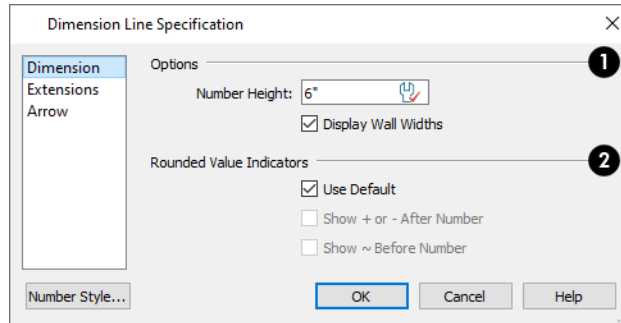 Dimension Line Specification
Dimension
Extensions
Arrow
Options
1
Number Height: 6"
Display Wall Widths
Rounded Value Indicators
2
Use Default
Show + or - After Number
Show ~ Before Number
Number Style...
OK
Cancel
Help